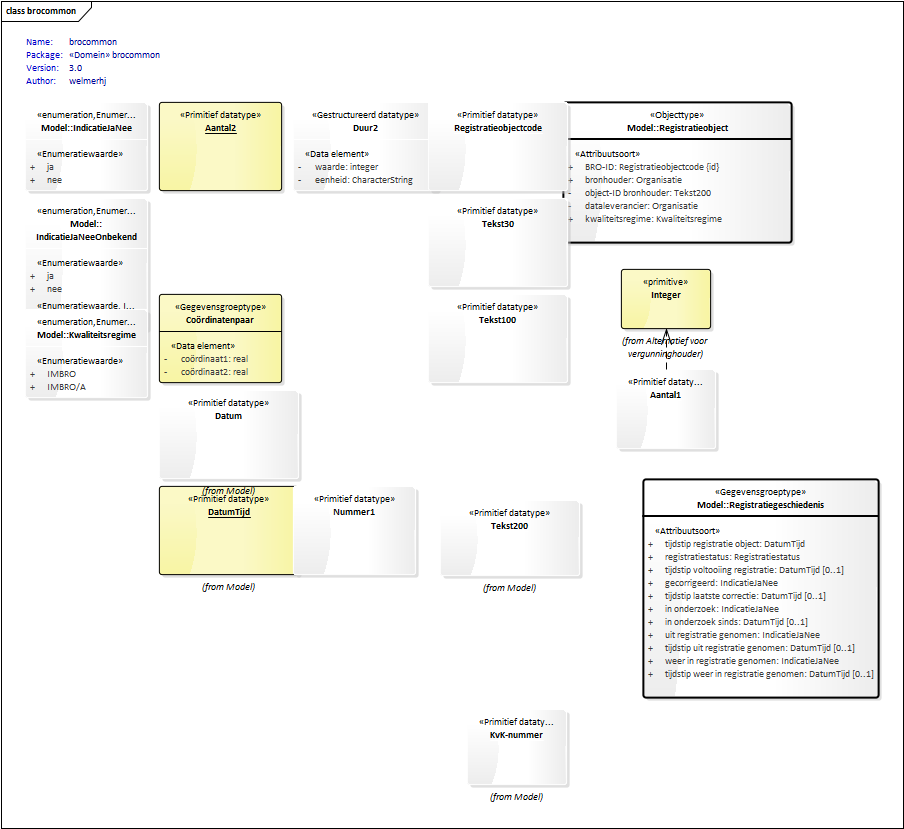 class brocommon
Name: brocommon
Package: «Domein» brocommon
Version: 3.0
Author: welmerhj
«enumeration,Enumer...
Model::IndicatieJaNee
«Enumeratiewaarde»
+ ja
+ nee
«Primitief datatype»
Aantal2
«Gestructureerd datatype»
Duur2
«Data element»
- waarde: integer
- eenheid: CharacterString
«Primitief datatype»
Registratieobjectcode
«Objecttype»
Model::Registratieobject
«Attribuutsoort»
+ BRO-ID: Registratieobjectcode {id}
+ bronhouder: Organisatie
- object-ID bronhouder: Tekst200
- dataleverancier: Organisatie
+ kwaliteitsregime: Kwaliteitsregime
«enumeration,Enumer...
Model::
IndicatieJaNeeOnbekend
«Enumeratiewaarde»
+ ja
+ nee
«Enumeratiewaarde, I...
«Primitief datatype»
Tekst30
«primitive»
Integer
(from Alternatief voor
vergunninghouder)
«enumeration,Enumer...
Model::Kwaliteitsregime
«Enumeratiewaarde»
+ IMBRO
+ IMBRO/A
«Gegevensgroeptype»
Coördinatenpaar
«Data element»
- coördinaat1: real
- coördinaat2: real
«Primitief datatype»
Tekst100
«Primitief dataty...
Aantal1
«Primitief datatype»
Datum
(from Model)
«Primitief datatype»
DatumTijd
(from Model)
«Primitief datatype»
Nummer1
«Primitief datatype»
Tekst200
(from Model)
«Gegevensgroeptype»
Model::Registratiegeschiedenis
«Attribuutsoort»
+ tijdstip registratie object: DatumTijd
+ registratiestatus: Registratiestatus
+ tijdstip voltooiing registratie: DatumTijd [0..1]
+ gecorrigeerd: IndicatieJaNee
+ tijdstip laatste correctie: DatumTijd [0..1]
+ in onderzoek: IndicatieJaNee
+ in onderzoek sinds: DatumTijd [0..1]
+ uit registratie genomen: IndicatieJaNee
+ tijdstip uit registratie genomen: DatumTijd [0..1]
+ weer in registratie genomen: IndicatieJaNee
+ tijdstip weer in registratie genomen: DatumTijd [0..1]
«Primitief dataty...
KvK-nummer
(from Model)